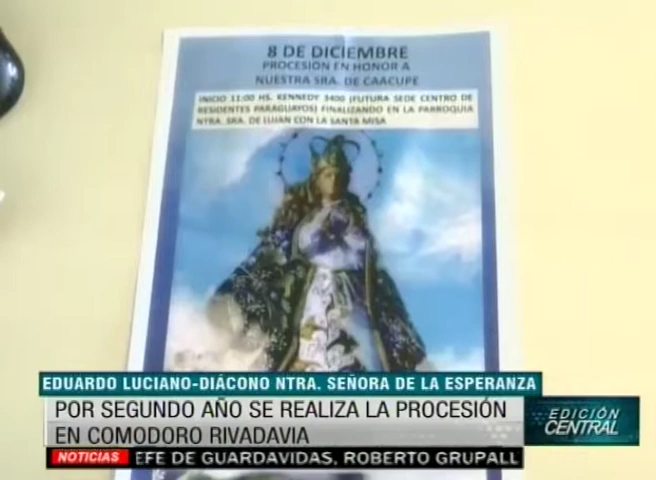 8 DE DICIEMBRE
PROCESION EN HONOR A
NUESTRA SRA. DE CAACUPE
INICIO 11:00 HS. KENNEDY 3400 (FUTURA SEDE CENTRO DE
RESIDENTES PARAGUAYOS) FINALIZANDO EN LA PARROQUIA
NTRA. SRA. DE LUJAN CON LA SANTA MISA
EDUARDO LUCIANO-DIÁCONO NTRA. SEÑORA DE LA ESPERANZA
POR SEGUNDO AÑO SE REALIZA LA PROCESIÓN
EN COMODORO RIVADAVIA
EDICIÓN
CENTRAL
NOTICIAS EFE DE GUARDAVIDAS, ROBERTO GRUPALL